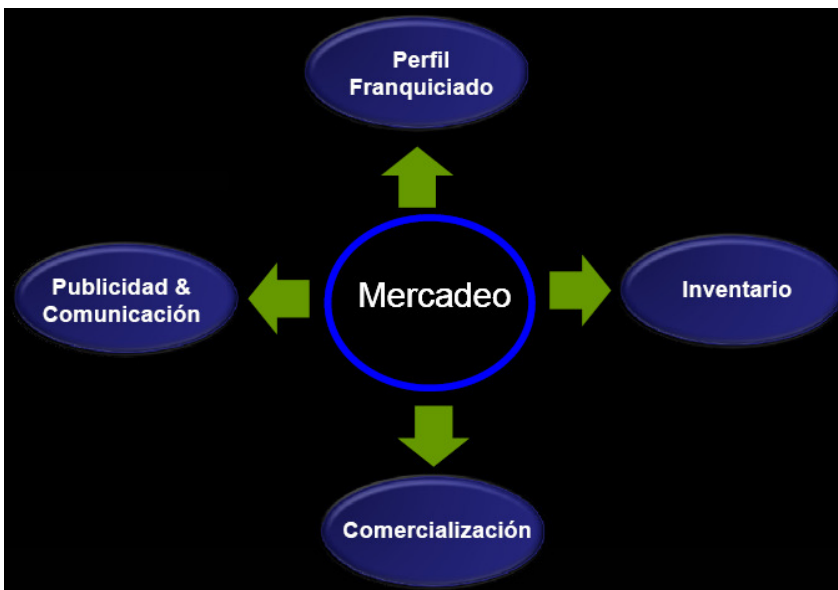 Perfil
Franquiciado
Publicidad &
Comunicación
Mercadeo
Inventario
Comercialización